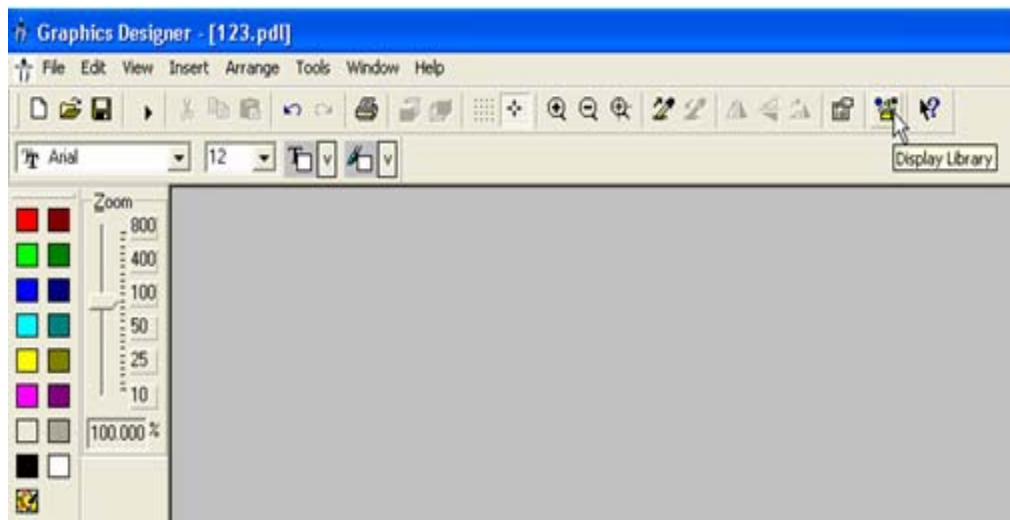 Graphics Designer - [123.pdl]
File Edit View Insert Arrange Tools Window Help
Arial 12
Display Library
Zoom
800
400
100
50
25
10
100.000 %